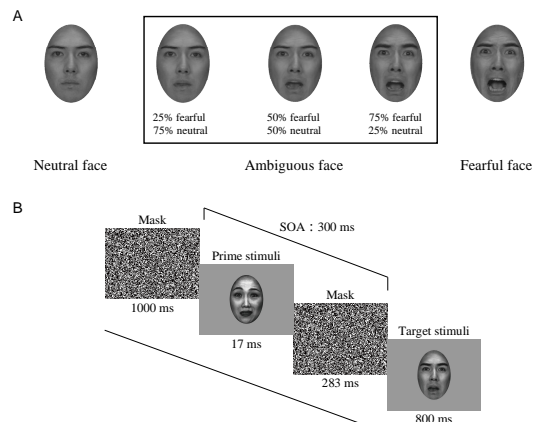 A
25% fearful
75% neutral
50% fearful
50% neutral
75% fearful
25% neutral
Neutral face
Ambiguous face
Fearful face
B
SOA：300 ms
Mask
Prime stimuli
1000 ms
Mask
17 ms
Target stimuli
283 ms
800 ms